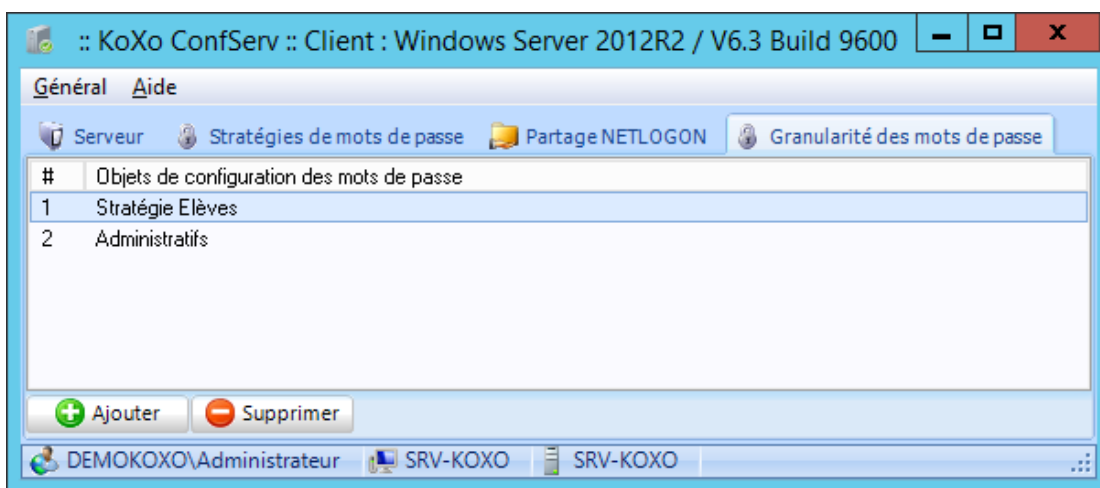 :: KoXo ConfServ :: Client : Windows Server 2012R2 / V6.3 Build 9600
Général Aide
Serveur Stratégies de mots de passe Partage NETLOGON Granularité des mots de passe
# Objets de configuration des mots de passe
1 Stratégie Elèves
2 Administratifs
Ajouter Supprimer
DEMOKOXO\Administrateur SRV-KOXO SRV-KOXO